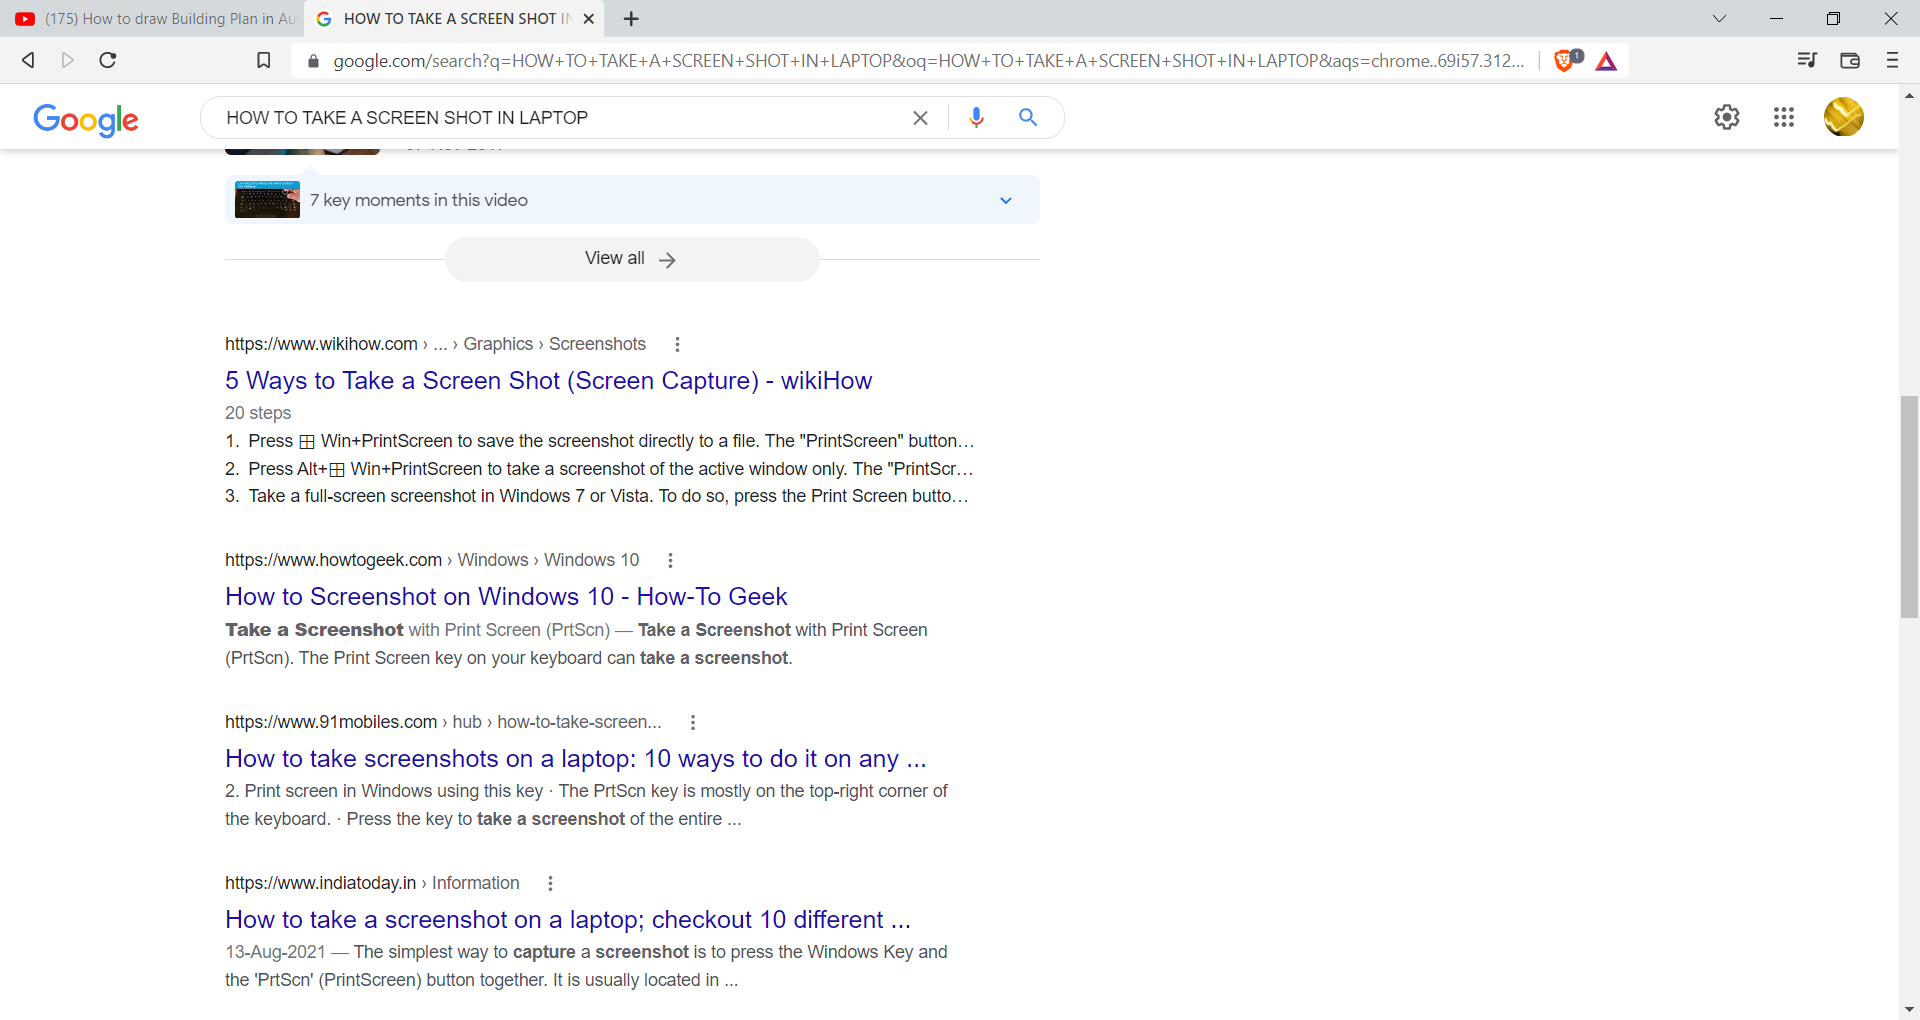 (175) How to draw Building Plan in Au
HOW TO TAKE A SCREEN SHOT IN
google.com/search?q=HOW+TO+TAKE+A+SCREEN+SHOT+IN+LAPTOP&oq=HOW+TO+TAKE+A+SCREEN+SHOT+IN+LAPTOP&aqs=chrome..69i57.312...
1
Google
HOW TO TAKE A SCREEN SHOT IN LAPTOP
7 key moments in this video
View all
https://www.wikihow.com › ... › Graphics › Screenshots
5 Ways to Take a Screen Shot (Screen Capture) - wikiHow
20 steps
1. Press Win+PrintScreen to save the screenshot directly to a file. The "PrintScreen" button…
2. Press Alt+ Win+PrintScreen to take a screenshot of the active window only. The "PrintScr…
3. Take a full-screen screenshot in Windows 7 or Vista. To do so, press the Print Screen butto…
https://www.howtogeek.com › Windows › Windows 10
How to Screenshot on Windows 10 - How-To Geek
Take a Screenshot with Print Screen (PrtScn) — Take a Screenshot with Print Screen
(PrtScn). The Print Screen key on your keyboard can take a screenshot.
https://www.91mobiles.com › hub › how-to-take-screen...
How to take screenshots on a laptop: 10 ways to do it on any ...
2. Print screen in Windows using this key · The PrtScn key is mostly on the top-right corner of
the keyboard. · Press the key to take a screenshot of the entire ...
https://www.indiatoday.in › Information
How to take a screenshot on a laptop; checkout 10 different ...
13-Aug-2021 — The simplest way to capture a screenshot is to press the Windows Key and
the 'PrtScn' (PrintScreen) button together. It is usually located in ...